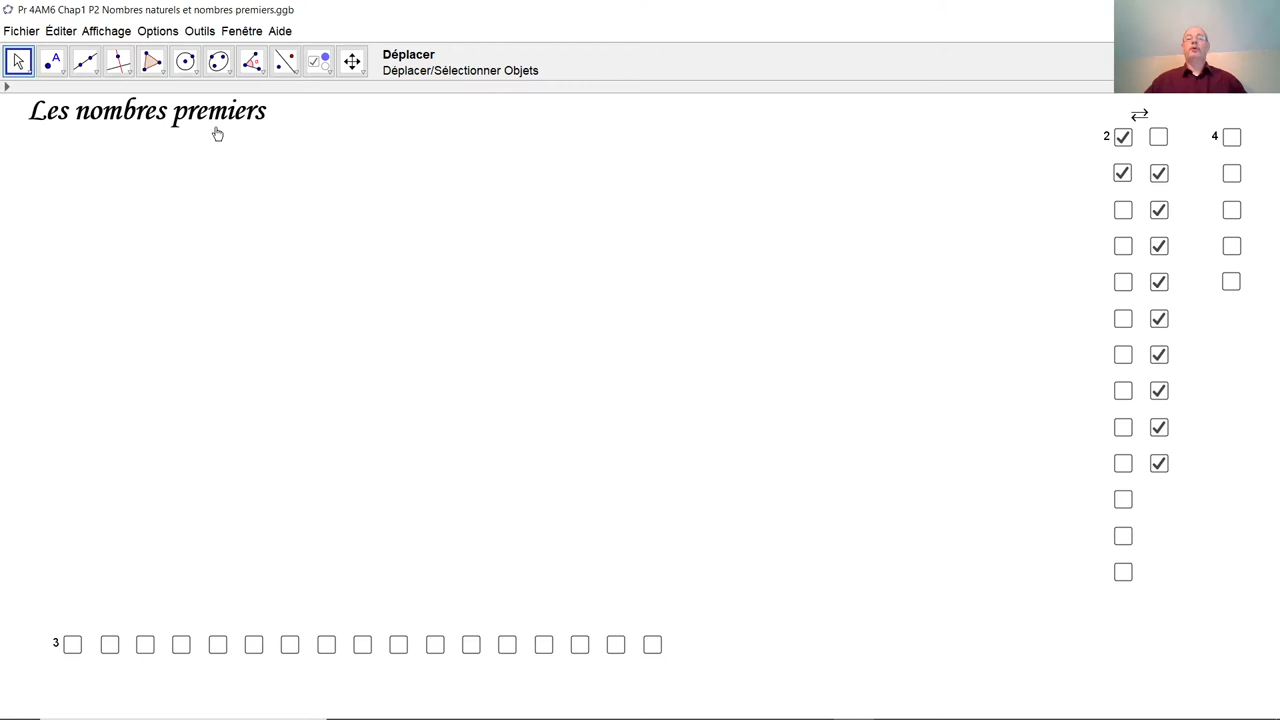 Pr 4AM6 Chap1 P2 Nombres naturels et nombres premiers.ggb
Fichier Éditer Affichage Options Outils Fenêtre Aide
Déplacer
Déplacer/Sélectionner Objets
Les nombres premiers
2
4
3